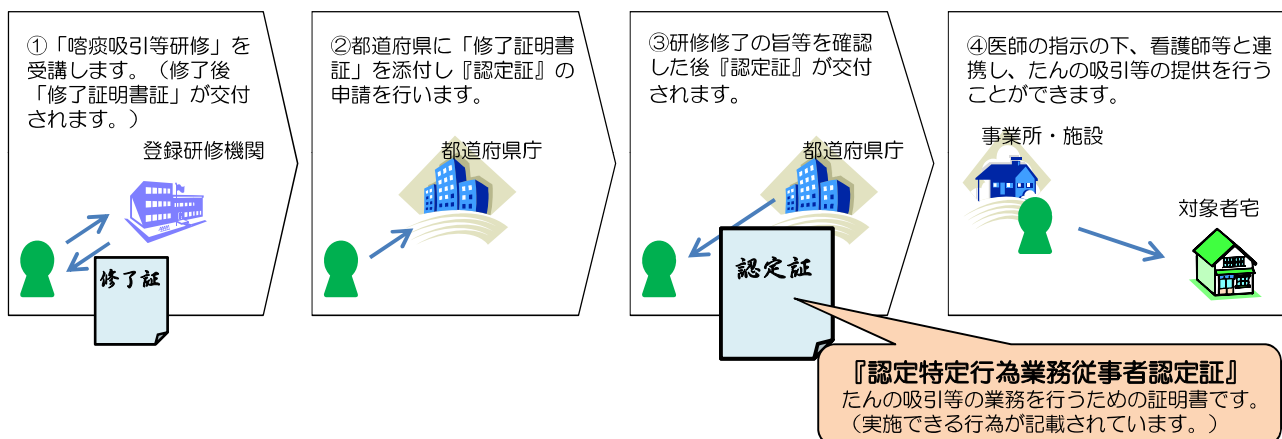 ①「喀痰吸引等研修」を
受講します。（修了後
「修了証明書証」が交付
されます。）
登録研修機関
修了証
②都道府県に「修了証明書
証」を添付し『認定証』の
申請を行います。
都道府県庁
③研修修了の旨等を確認
した後『認定証』が交付
されます。
都道府県庁
認定証
④医師の指示の下、看護師等と連
携し、たんの吸引等の提供を行う
ことができます。
事業所・施設
対象者宅
『認定特定行為業務従事者認定証』
たんの吸引等の業務を行うための証明書です。
（実施できる行為が記載されています。）